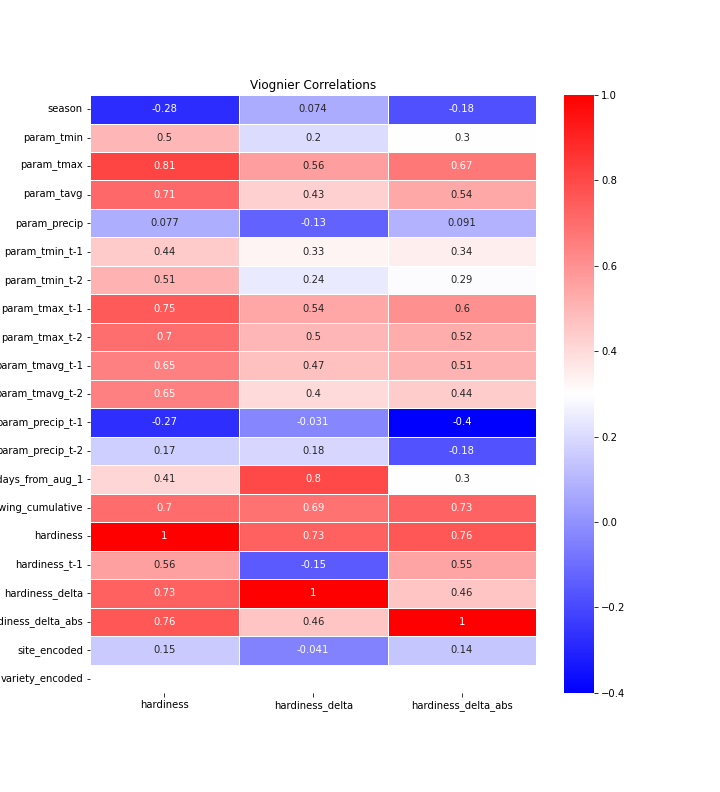 Viognier Correlations
season -0.28 0.074 -0.18
param_tmin 0.5 0.2 0.3
param_tmax 0.81 0.56 0.67
param_tavg 0.71 0.43 0.54
param_precip 0.077 -0.13 0.091
param_tmin_t-1 0.44 0.33 0.34
param_tmin_t-2 0.51 0.24 0.29
param_tmax_t-1 0.75 0.54 0.6
param_tmax_t-2 0.7 0.5 0.52
param_tmavg_t-1 0.65 0.47 0.51
param_tmavg_t-2 0.65 0.4 0.44
param_precip_t-1 -0.27 -0.031 -0.4
param_precip_t-2 0.17 0.18 -0.18
days_from_aug_1 0.41 0.8 0.3
wing_cumulative 0.7 0.69 0.73
hardiness 1 0.73 0.76
hardiness_t-1 0.56 -0.15 0.55
hardiness_delta 0.73 1 0.46
diness_delta_abs 0.76 0.46 1
site_encoded 0.15 -0.041 0.14
variety_encoded
hardiness hardiness_delta hardiness_delta_abs
1.0
0.8
0.6
0.4
0.2
0.0
−0.2
−0.4